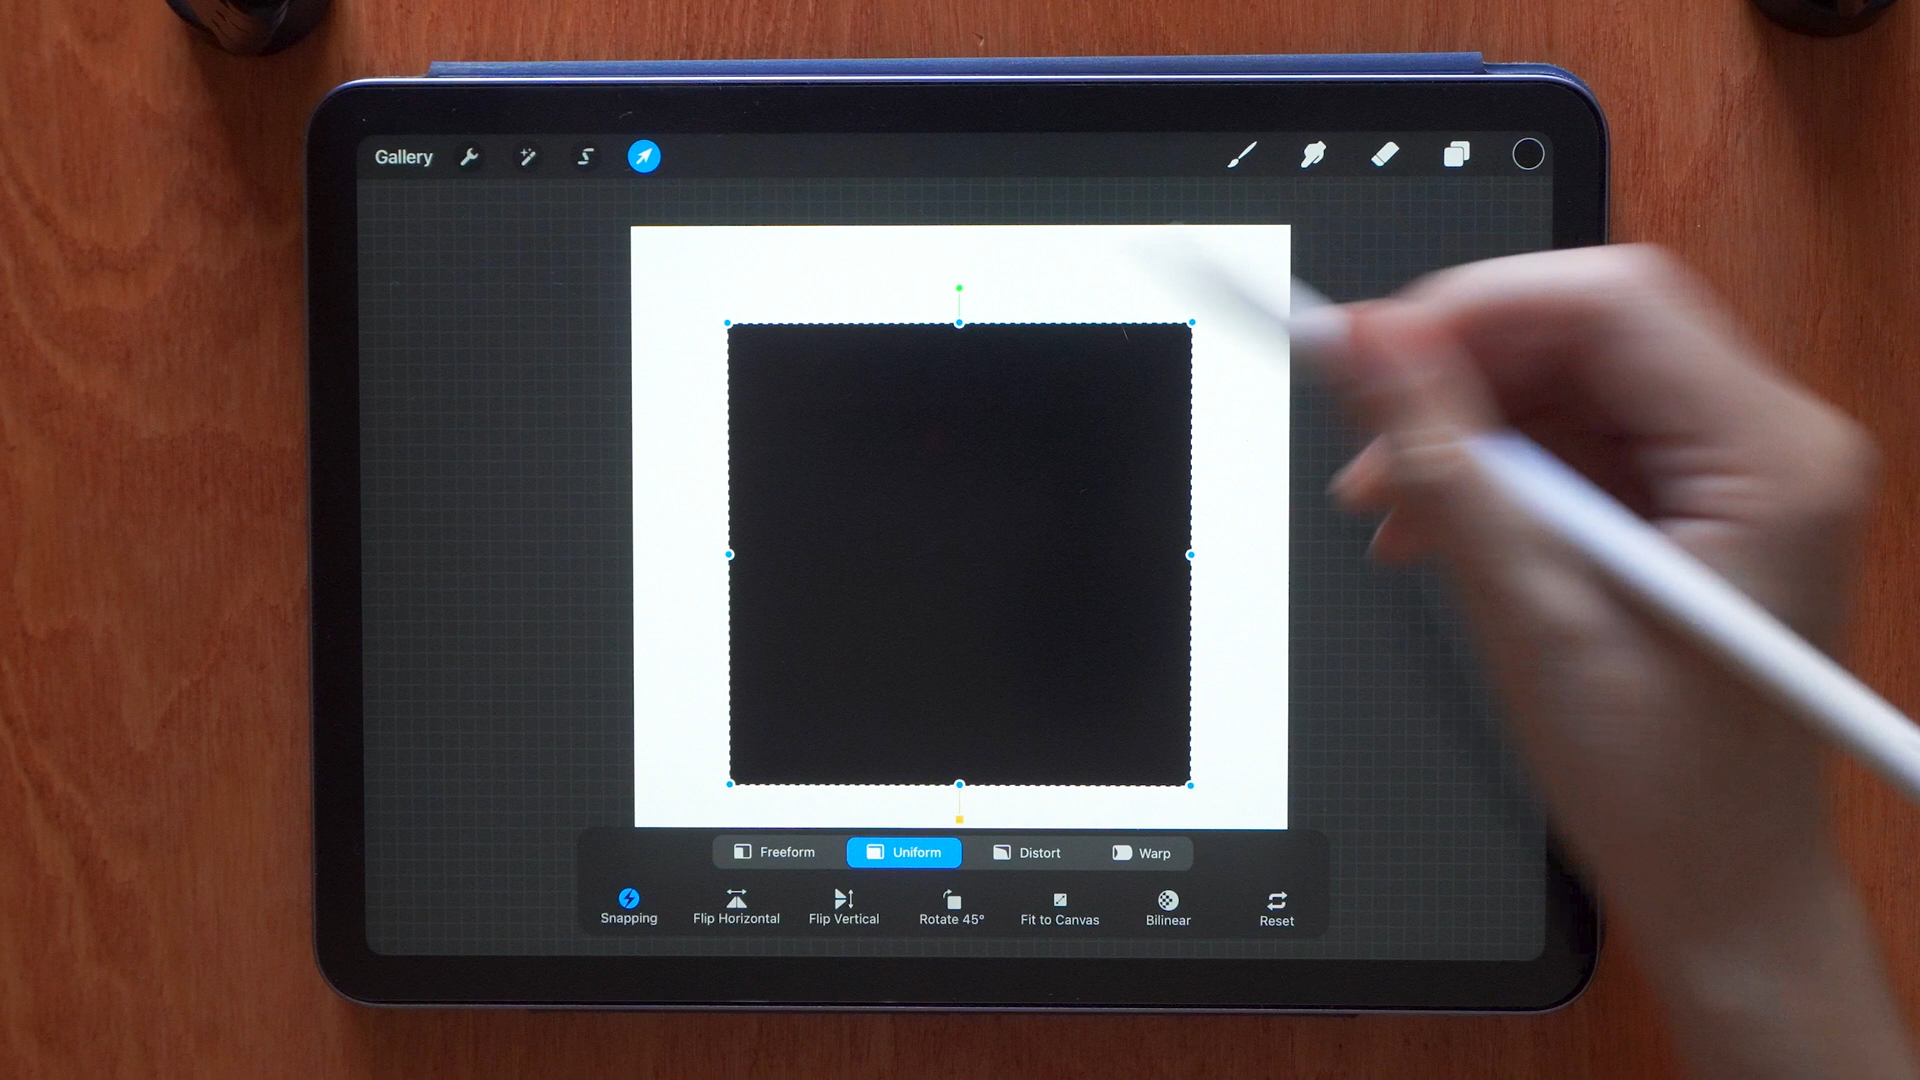 Gallery
Freeform Uniform Distort Warp
Snapping Flip Horizontal Flip Vertical Rotate 45° Fit to Canvas Bilinear Reset